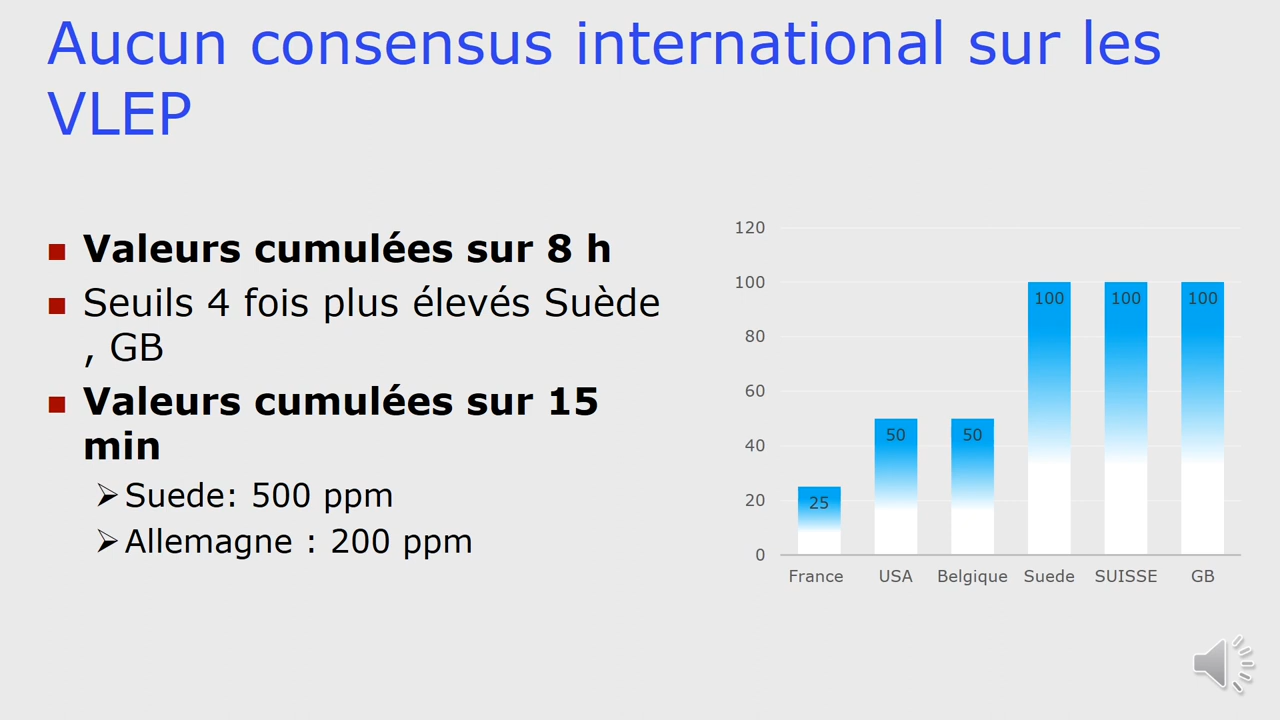 Aucun consensus international sur les
VLEP
Valeurs cumulées sur 8 h
Seuils 4 fois plus élevés Suède
, GB
Valeurs cumulées sur 15
min
Suede: 500 ppm
Allemagne : 200 ppm
120
100
80
60
40
20
0
25
50
50
100
100
100
France
USA
Belgique
Suede
SUISSE
GB